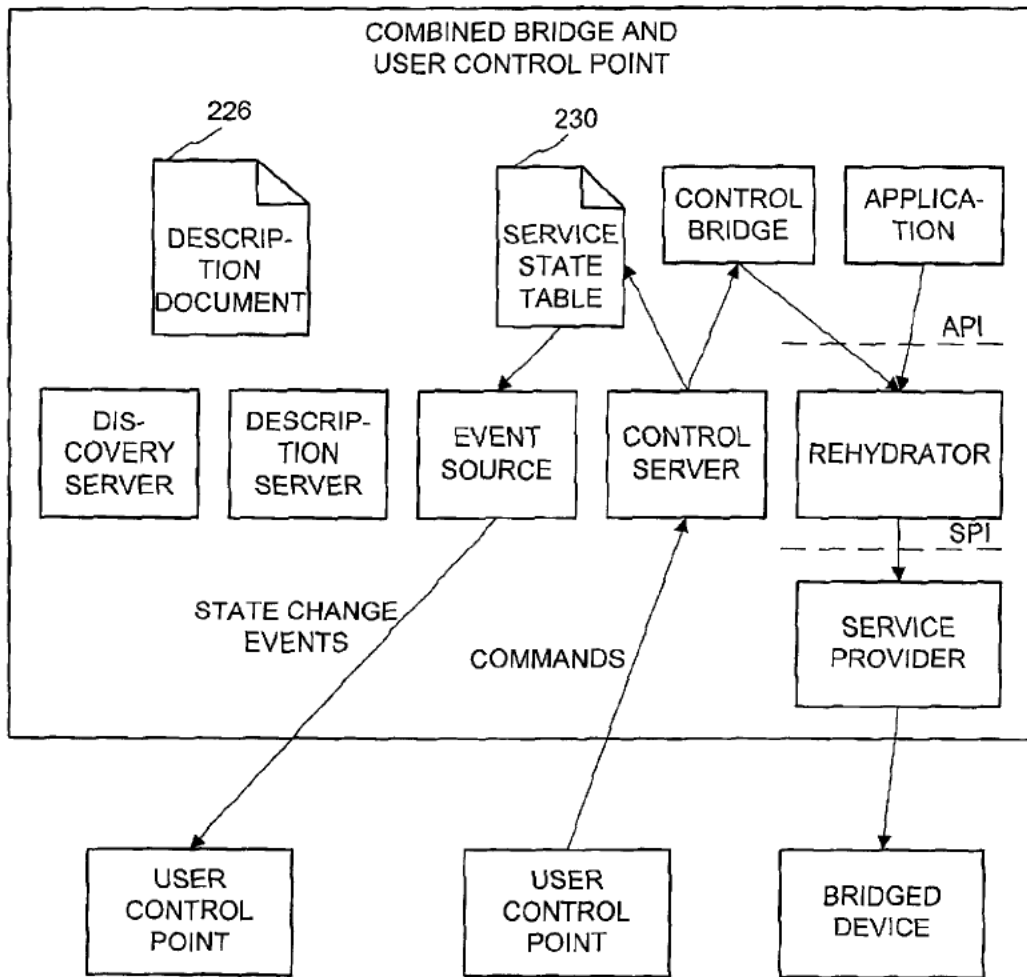 COMBINED BRIDGE AND
USER CONTROL POINT
226
230
DESCRIP-
TION
DOCUMENT
SERVICE
STATE
TABLE
CONTROL
BRIDGE
APPLICA-
TION
API
DIS-
COVERY
SERVER
DESCRIP-
TION
SERVER
EVENT
SOURCE
CONTROL
SERVER
REHYDRATOR
SPI
STATE CHANGE
EVENTS
COMMANDS
SERVICE
PROVIDER
USER
CONTROL
POINT
USER
CONTROL
POINT
BRIDGED
DEVICE